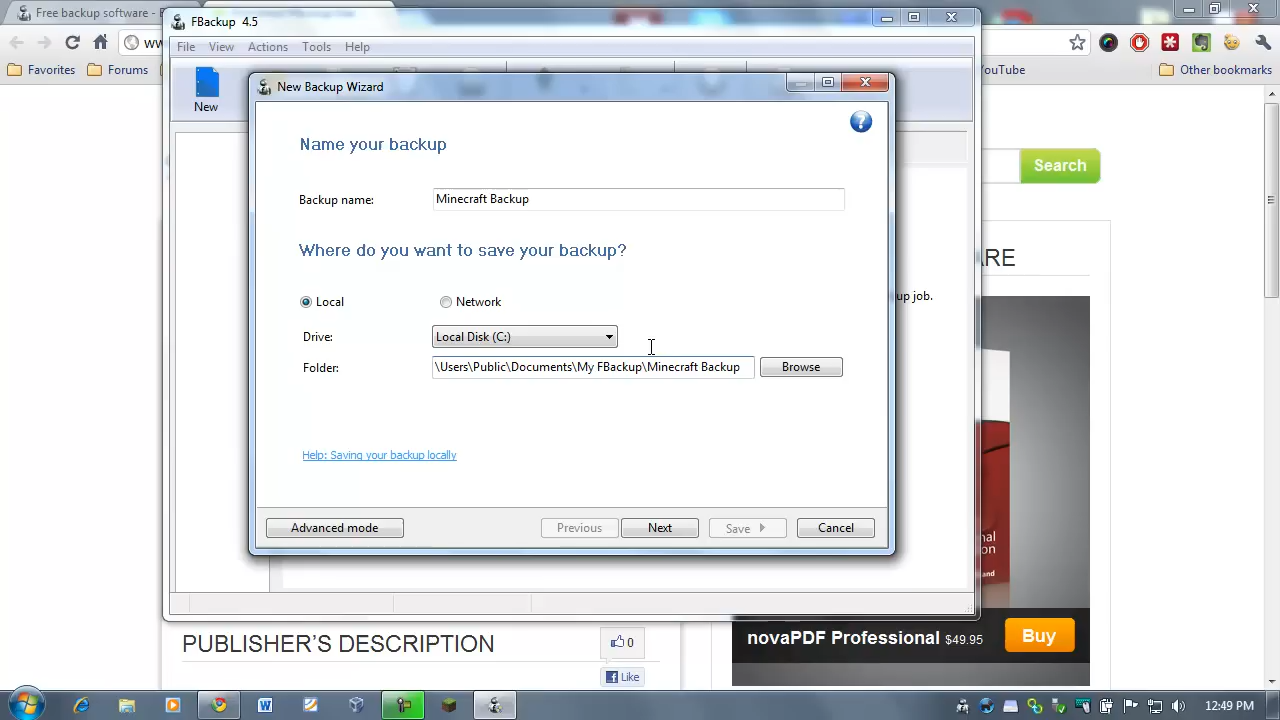 Free backup software -
FBackup 4.5
File View Actions Tools Help
Favorites
Forums
YouTube
Other bookmarks
New
New Backup Wizard
Name your backup
Backup name:
Minecraft Backup
Search
Where do you want to save your backup?
Local
Network
up job.
Drive:
Local Disk (C:)
Folder:
\Users\Public\Documents\My FBackup\Minecraft Backup
Browse
Help: Saving your backup locally
Advanced mode
Previous
Next
Save
Cancel
PUBLISHER'S DESCRIPTION
0
Like
novaPDF Professional $49.95
Buy
12:49 PM